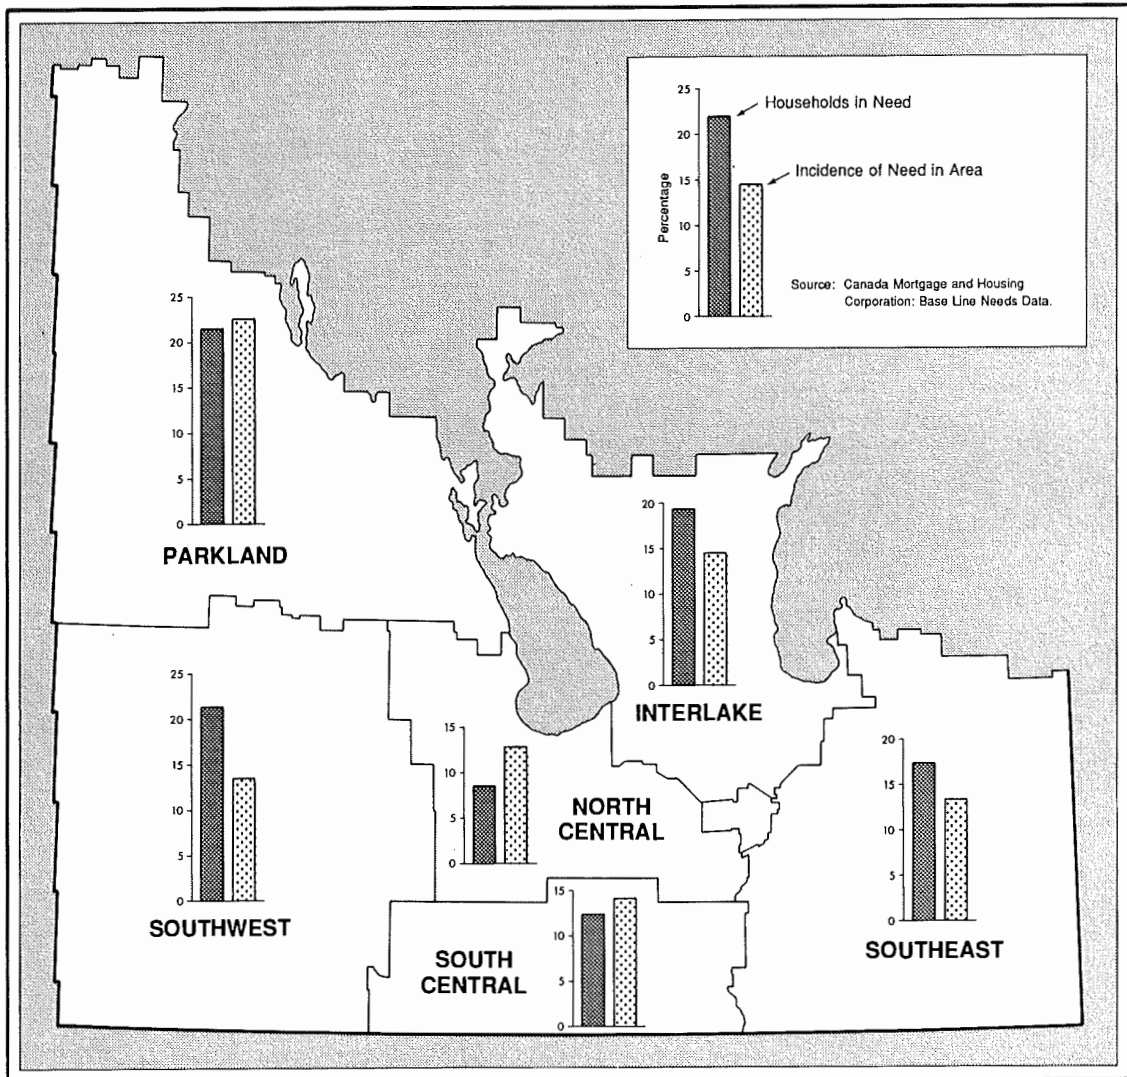 25
20
15
10
5
0
Percentage
Households in Need
Incidence of Need in Area
Source: Canada Mortgage and Housing
Corporation: Base Line Needs Data.
25
20
15
10
5
0
PARKLAND
20
15
10
5
0
INTERLAKE
25
20
15
10
5
0
SOUTHWEST
15
10
5
0
NORTH
CENTRAL
20
15
10
5
0
SOUTHEAST
15
10
5
0
SOUTH
CENTRAL